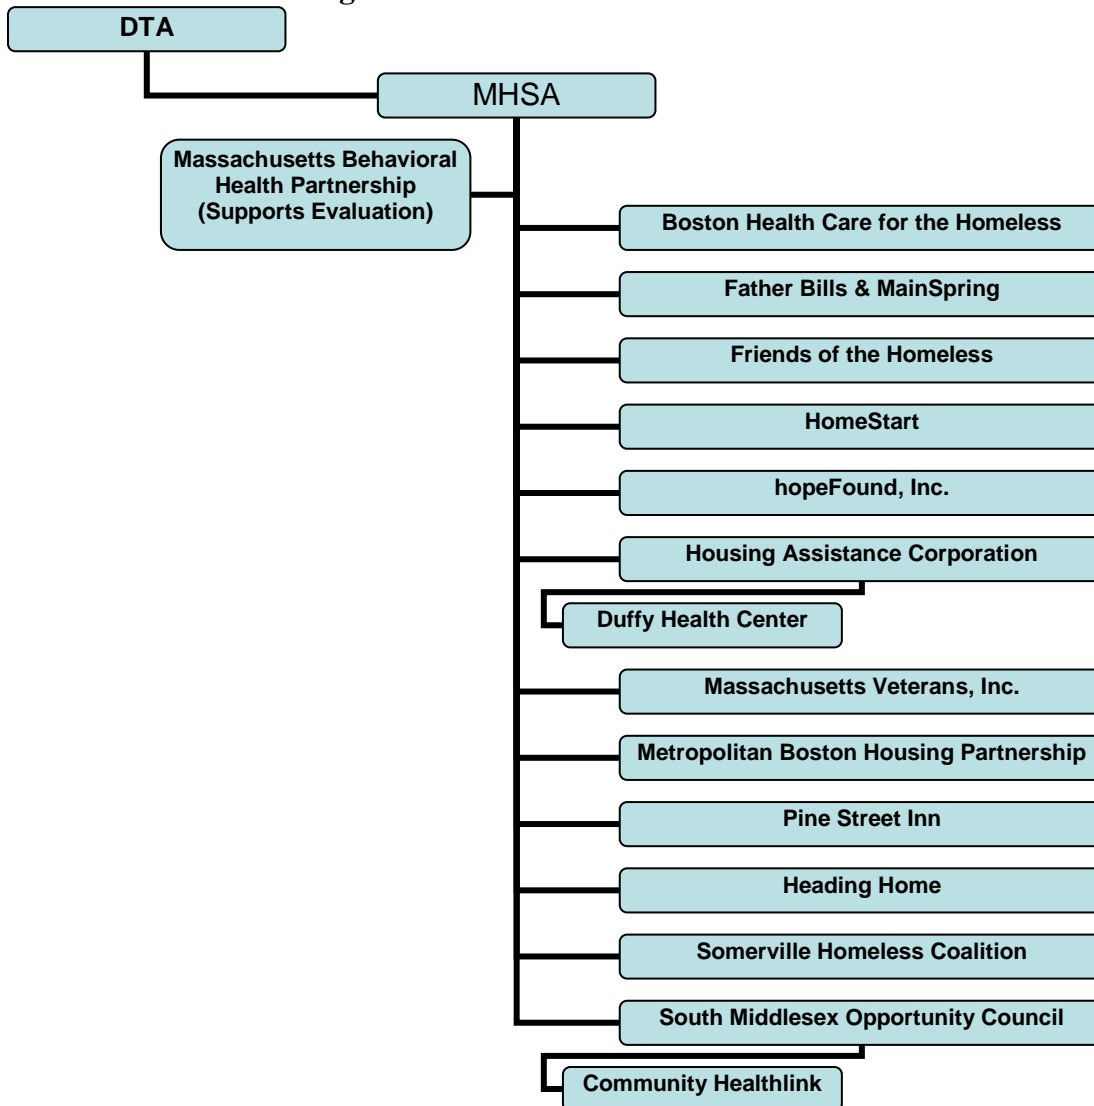 DTA
MHSA
Massachusetts Behavioral
Health Partnership
(Supports Evaluation)
Boston Health Care for the Homeless
Father Bills & MainSpring
Friends of the Homeless
HomeStart
hopeFound, Inc.
Housing Assistance Corporation
Duffy Health Center
Massachusetts Veterans, Inc.
Metropolitan Boston Housing Partnership
Pine Street Inn
Heading Home
Somerville Homeless Coalition
South Middlesex Opportunity Council
Community Healthlink